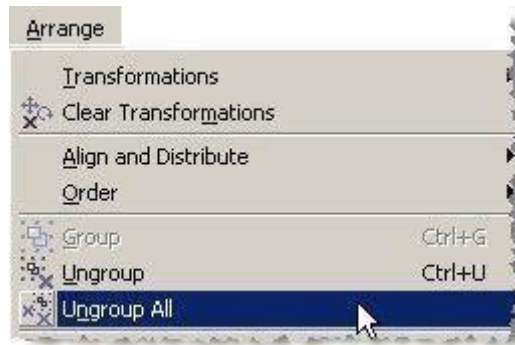 Arrange
Transformations
Clear Transformations
Align and Distribute
Order
Group Ctrl+G
Ungroup Ctrl+U
Ungroup All